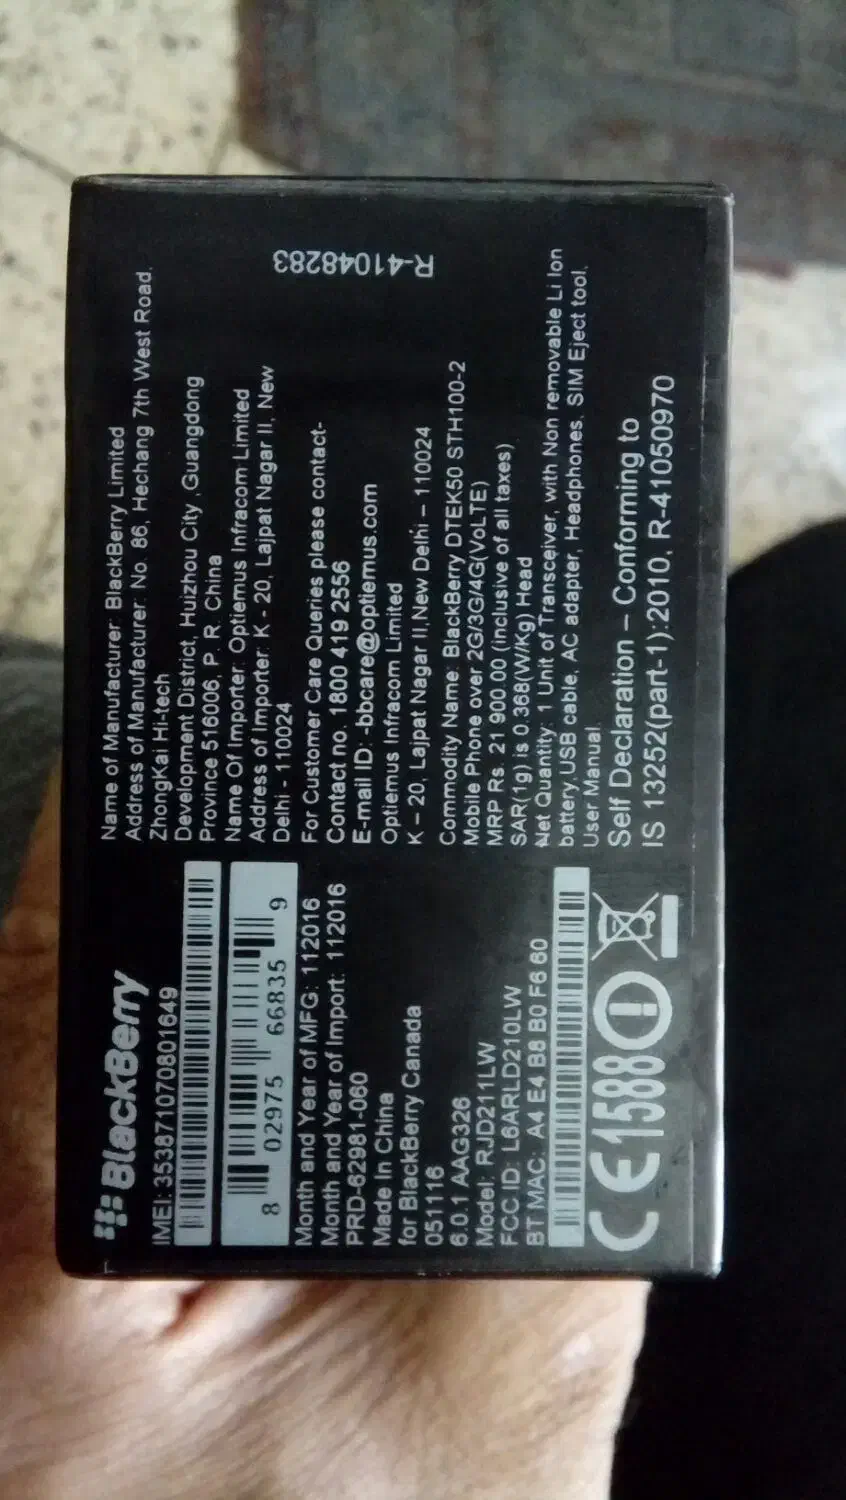 BlackBerry
IMEI: 353871070801649
8 02975 66835 9
Month and Year of MFG: 112016
Month and Year of Import: 112016
PRD-62981-060
Made In China
for BlackBerry Canada
051116
6.0.1 AAG326
Model: RJD211LW
FCC ID: L6ARLD210LW
BT MAC: A4 E4 B8 B0 F6 60
CE1588
Name of Manufacturer: BlackBerry Limited
Address of Manufacturer: No. 86, Hechang 7th West Road,
ZhongKai Hi-tech
Development District, Huizhou City ,Guangdong
Province 516006, P. R. China
Name Of Importer: Optiemus Infracom Limited
Address of Importer: K - 20, Lajpat Nagar II, New
Delhi - 110024
For Customer Care Queries please contact-
Contact no. 1800 419 2556
E-mail ID: -bbcare@optiemus.com
Optiemus Infracom Limited
K – 20, Lajpat Nagar II,New Delhi – 110024
Commodity Name: BlackBerry DTEK50 STH100-2
Mobile Phone over 2G/3G/4G(VoLTE)
MRP Rs. 21 900.00 (inclusive of all taxes)
SAR(1g) is 0.368(W/Kg) Head
Net Quantity: 1 Unit of Transceiver, with Non removable Li Ion
battery,USB cable, AC adapter, Headphones, SIM Eject tool,
User Manual
Self Declaration – Conforming to
IS 13252(part-1):2010, R-41050970
R-41048283